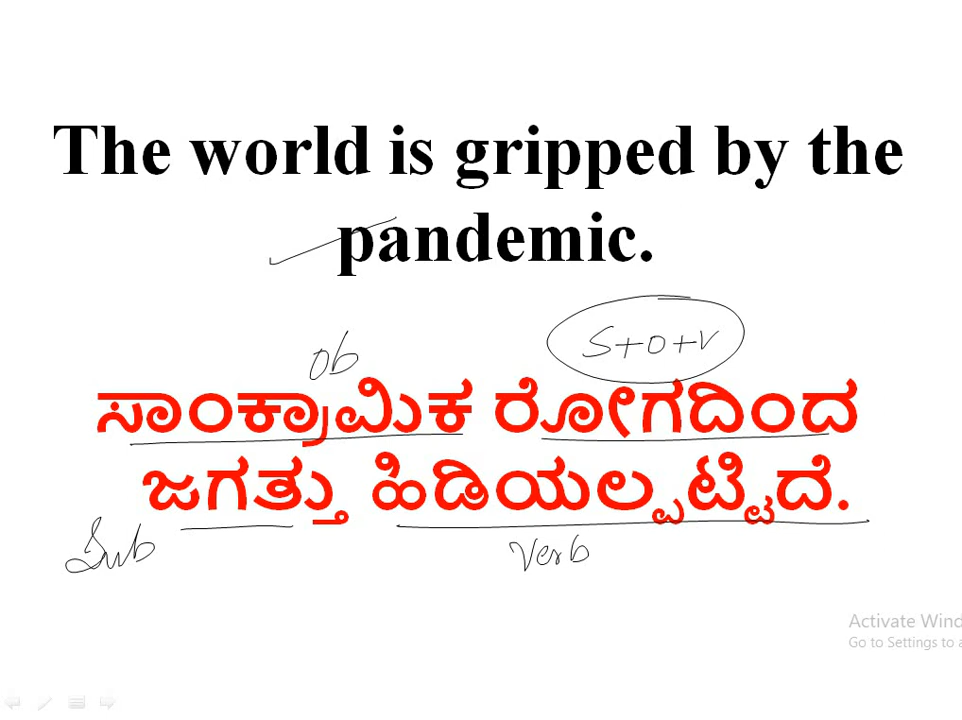 The world is gripped by the
pandemic.
S+O+V
Ob
ಸಾಂಕ್ರಾಮಿಕ ರೋಗದಿಂದ
ಜಗತ್ತು ಹಿಡಿಯಲ್ಪಟ್ಟಿದೆ.
Sub
Verb
Activate Wind
Go to Settings to a